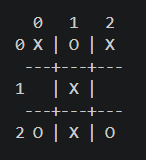 0   1   2
0 X | O | X
 ---+---+---
1   | X |
 ---+---+---
2 O | X | O